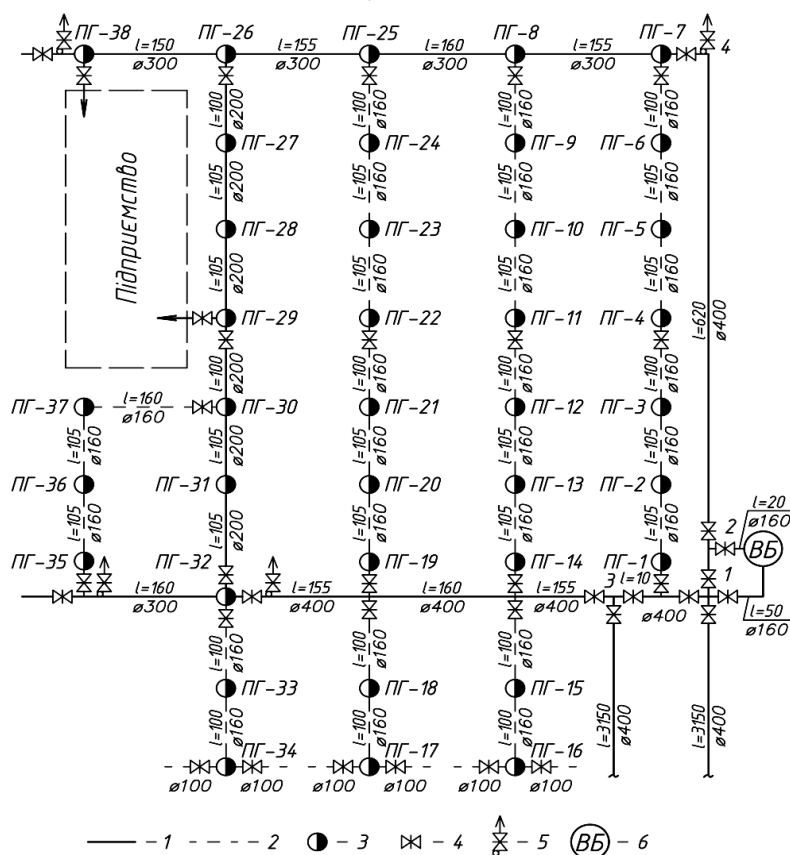 ПГ-38 ПГ-26 ПГ-25 ПГ-8 ПГ-7
l=150 l=155 l=160 l=155 4
ø300 ø300 ø300 ø300
l=100 ø200 l=100 ø160 l=100 ø160 l=100 ø160
ПГ-27 ПГ-24 ПГ-9 ПГ-6
l=105 ø200 l=105 ø160 l=105 ø160 l=105 ø160
Підприємство
ПГ-28 ПГ-23 ПГ-10 ПГ-5
l=105 ø200 l=105 ø160 l=105 ø160 l=105 ø160
l=620 ø400
ПГ-29 ПГ-22 ПГ-11 ПГ-4
l=100 ø200 l=100 ø160 l=100 ø160 l=100 ø160
ПГ-37 l=160 ø160 ПГ-30 ПГ-21 ПГ-12 ПГ-3
l=105 ø160 l=105 ø200 l=105 ø160 l=105 ø160 l=105 ø160
ПГ-36 ПГ-31 ПГ-20 ПГ-13 ПГ-2
l=105 ø160 l=105 ø200 l=105 ø160 l=105 ø160 l=105 ø160
l=20
ø160
2
ВБ
ПГ-35 ПГ-32 ПГ-19 ПГ-14 ПГ-1
l=160 l=155 l=160 l=155 3 l=10 1
ø300 ø400 ø400 ø400 ø400
l=50
ø160
l=100 ø160 l=100 ø160 l=100 ø160
ПГ-33 ПГ-18 ПГ-15
l=3150 ø400 l=3150 ø400
l=100 ø160 l=100 ø160 l=100 ø160
ПГ-34 ПГ-17 ПГ-16
ø100 ø100 ø100 ø100 ø100 ø100
- 1 - 2 - 3 - 4 - 5 ВБ - 6